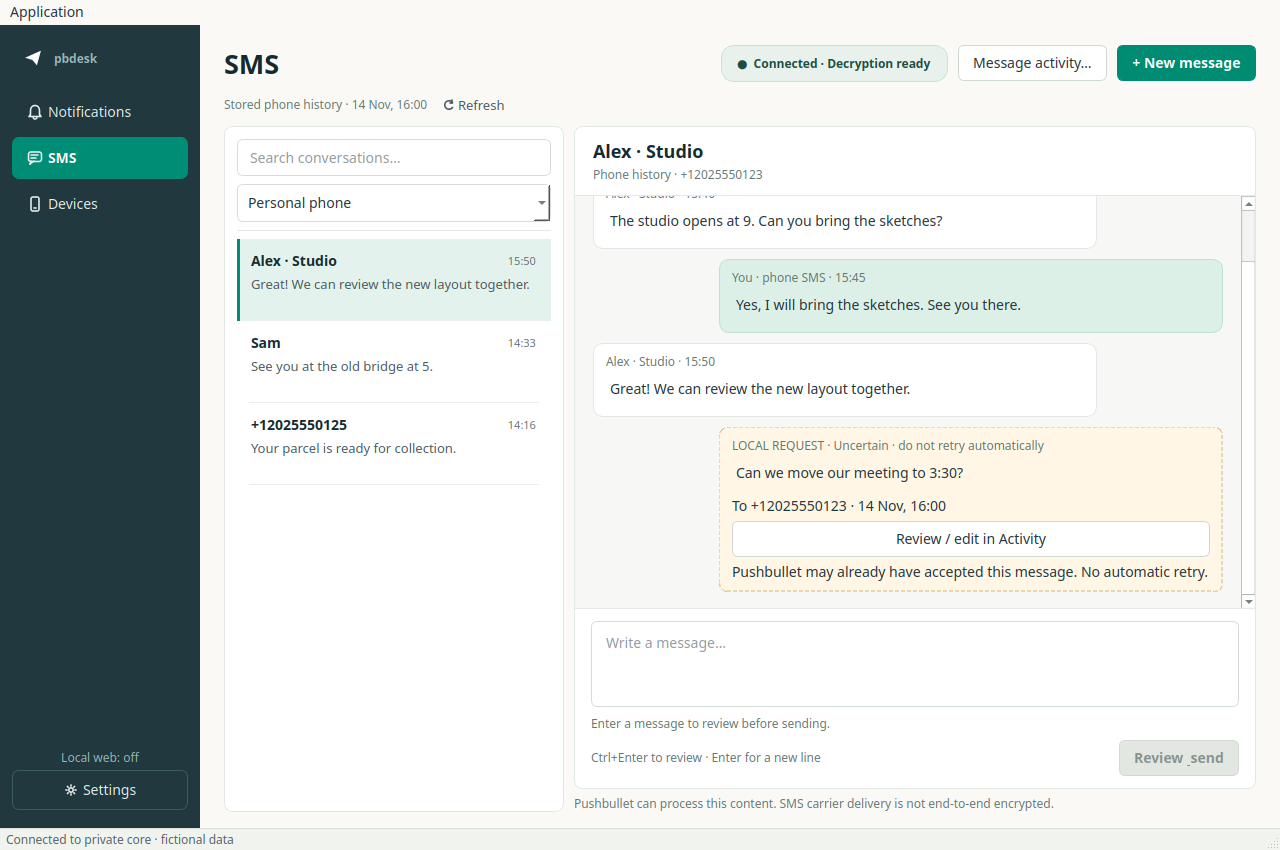 Application
pbdesk
Notifications
SMS
Devices
Local web: off
Settings
SMS
Connected · Decryption ready
Message activity...
+ New message
Stored phone history · 14 Nov, 16:00
Refresh
Search conversations...
Personal phone
Alex · Studio
15:50
Great! We can review the new layout together.
Sam
14:33
See you at the old bridge at 5.
+12025550125
14:16
Your parcel is ready for collection.
Alex · Studio
Phone history · +12025550123
The studio opens at 9. Can you bring the sketches?
You · phone SMS · 15:45
Yes, I will bring the sketches. See you there.
Alex · Studio · 15:50
Great! We can review the new layout together.
LOCAL REQUEST · Uncertain · do not retry automatically
Can we move our meeting to 3:30?
To +12025550123 · 14 Nov, 16:00
Review / edit in Activity
Pushbullet may already have accepted this message. No automatic retry.
Write a message...
Enter a message to review before sending.
Ctrl+Enter to review · Enter for a new line
Review _send
Pushbullet can process this content. SMS carrier delivery is not end-to-end encrypted.
Connected to private core · fictional data